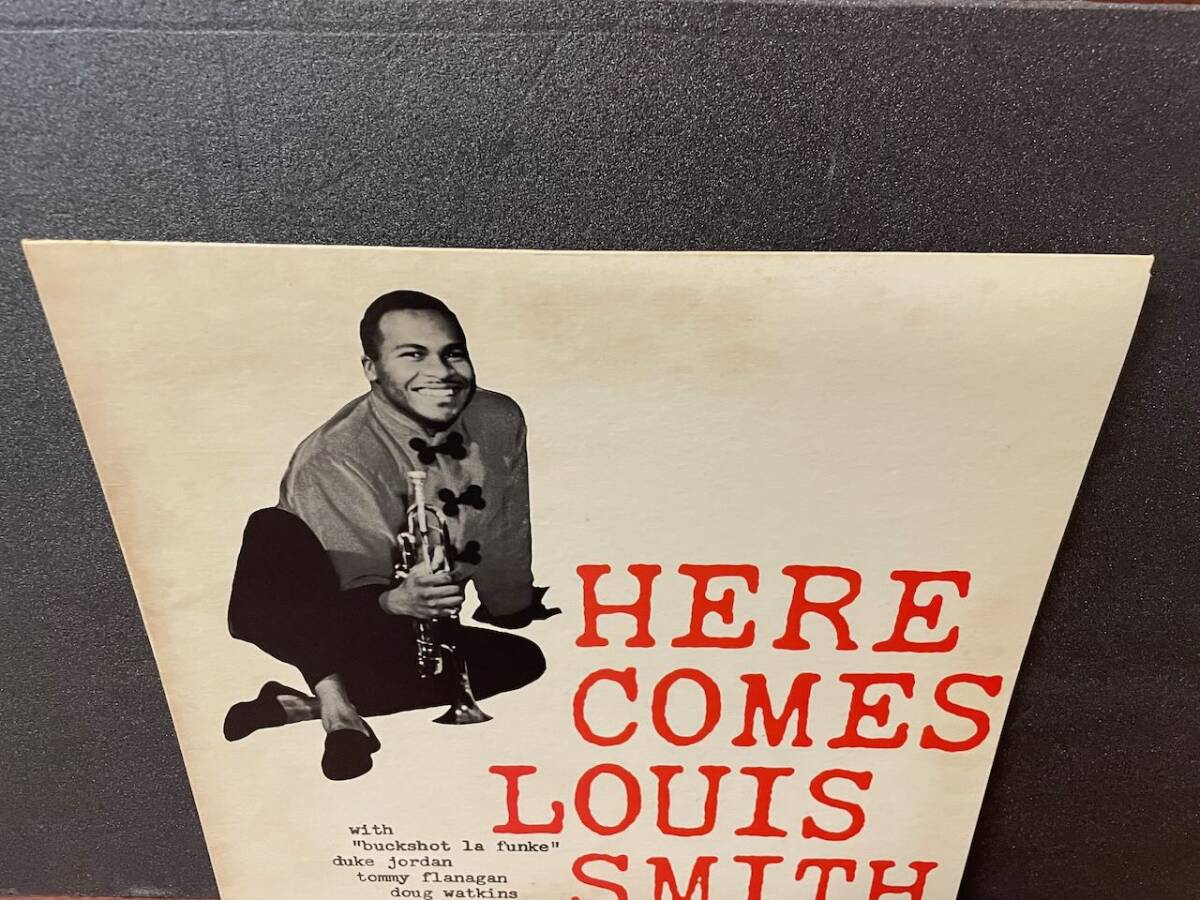 HERE
COMES
LOUIS
SMITH
with
"buckshot la funke"
duke jordan
tommy flanagan
doug watkins